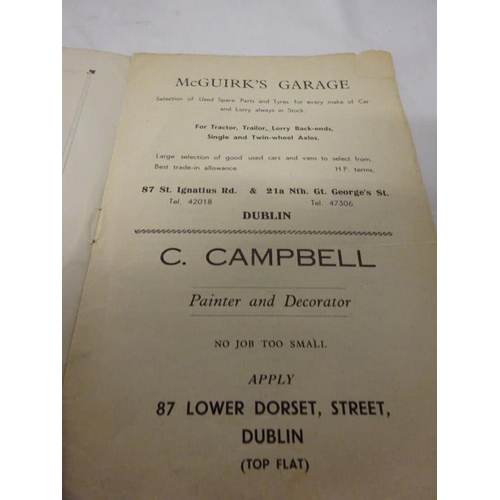 McGUIRK'S GARAGE
Selection of Used Spare Parts and Tyres for every make of Car
and Lorry always in Stock.
For Tractor, Trailor, Lorry Back-ends,
Single and Twin-wheel Axles.
Large selection of good used cars and vans to select from.
Best trade-in allowance. H.P. terms.
87 St. Ignatius Rd. & 21a Nth. Gt. George's St.
Tel. 42018 Tel. 47306
DUBLIN
C. CAMPBELL
Painter and Decorator
NO JOB TOO SMALL
APPLY
87 LOWER DORSET, STREET,
DUBLIN
(TOP FLAT)